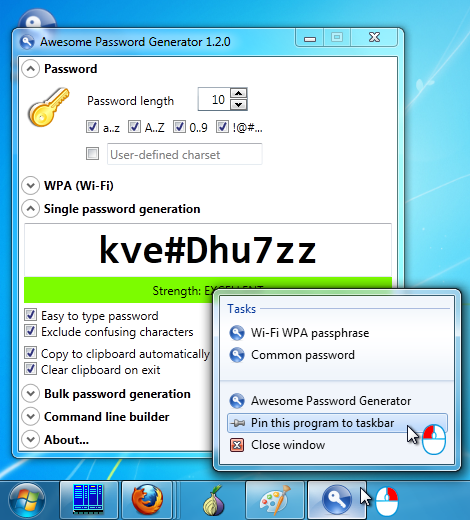 Awesome Password Generator 1.2.0
Password
Password length 10
a..z A..Z 0..9 !@#...
User-defined charset
WPA (Wi-Fi)
Single password generation
kve#Dhu7zz
Strength:
Easy to type password
Exclude confusing characters
Copy to clipboard automatically
Clear clipboard on exit
Bulk password generation
Command line builder
About...
Tasks
Wi-Fi WPA passphrase
Common password
Awesome Password Generator
Pin this program to taskbar
Close window